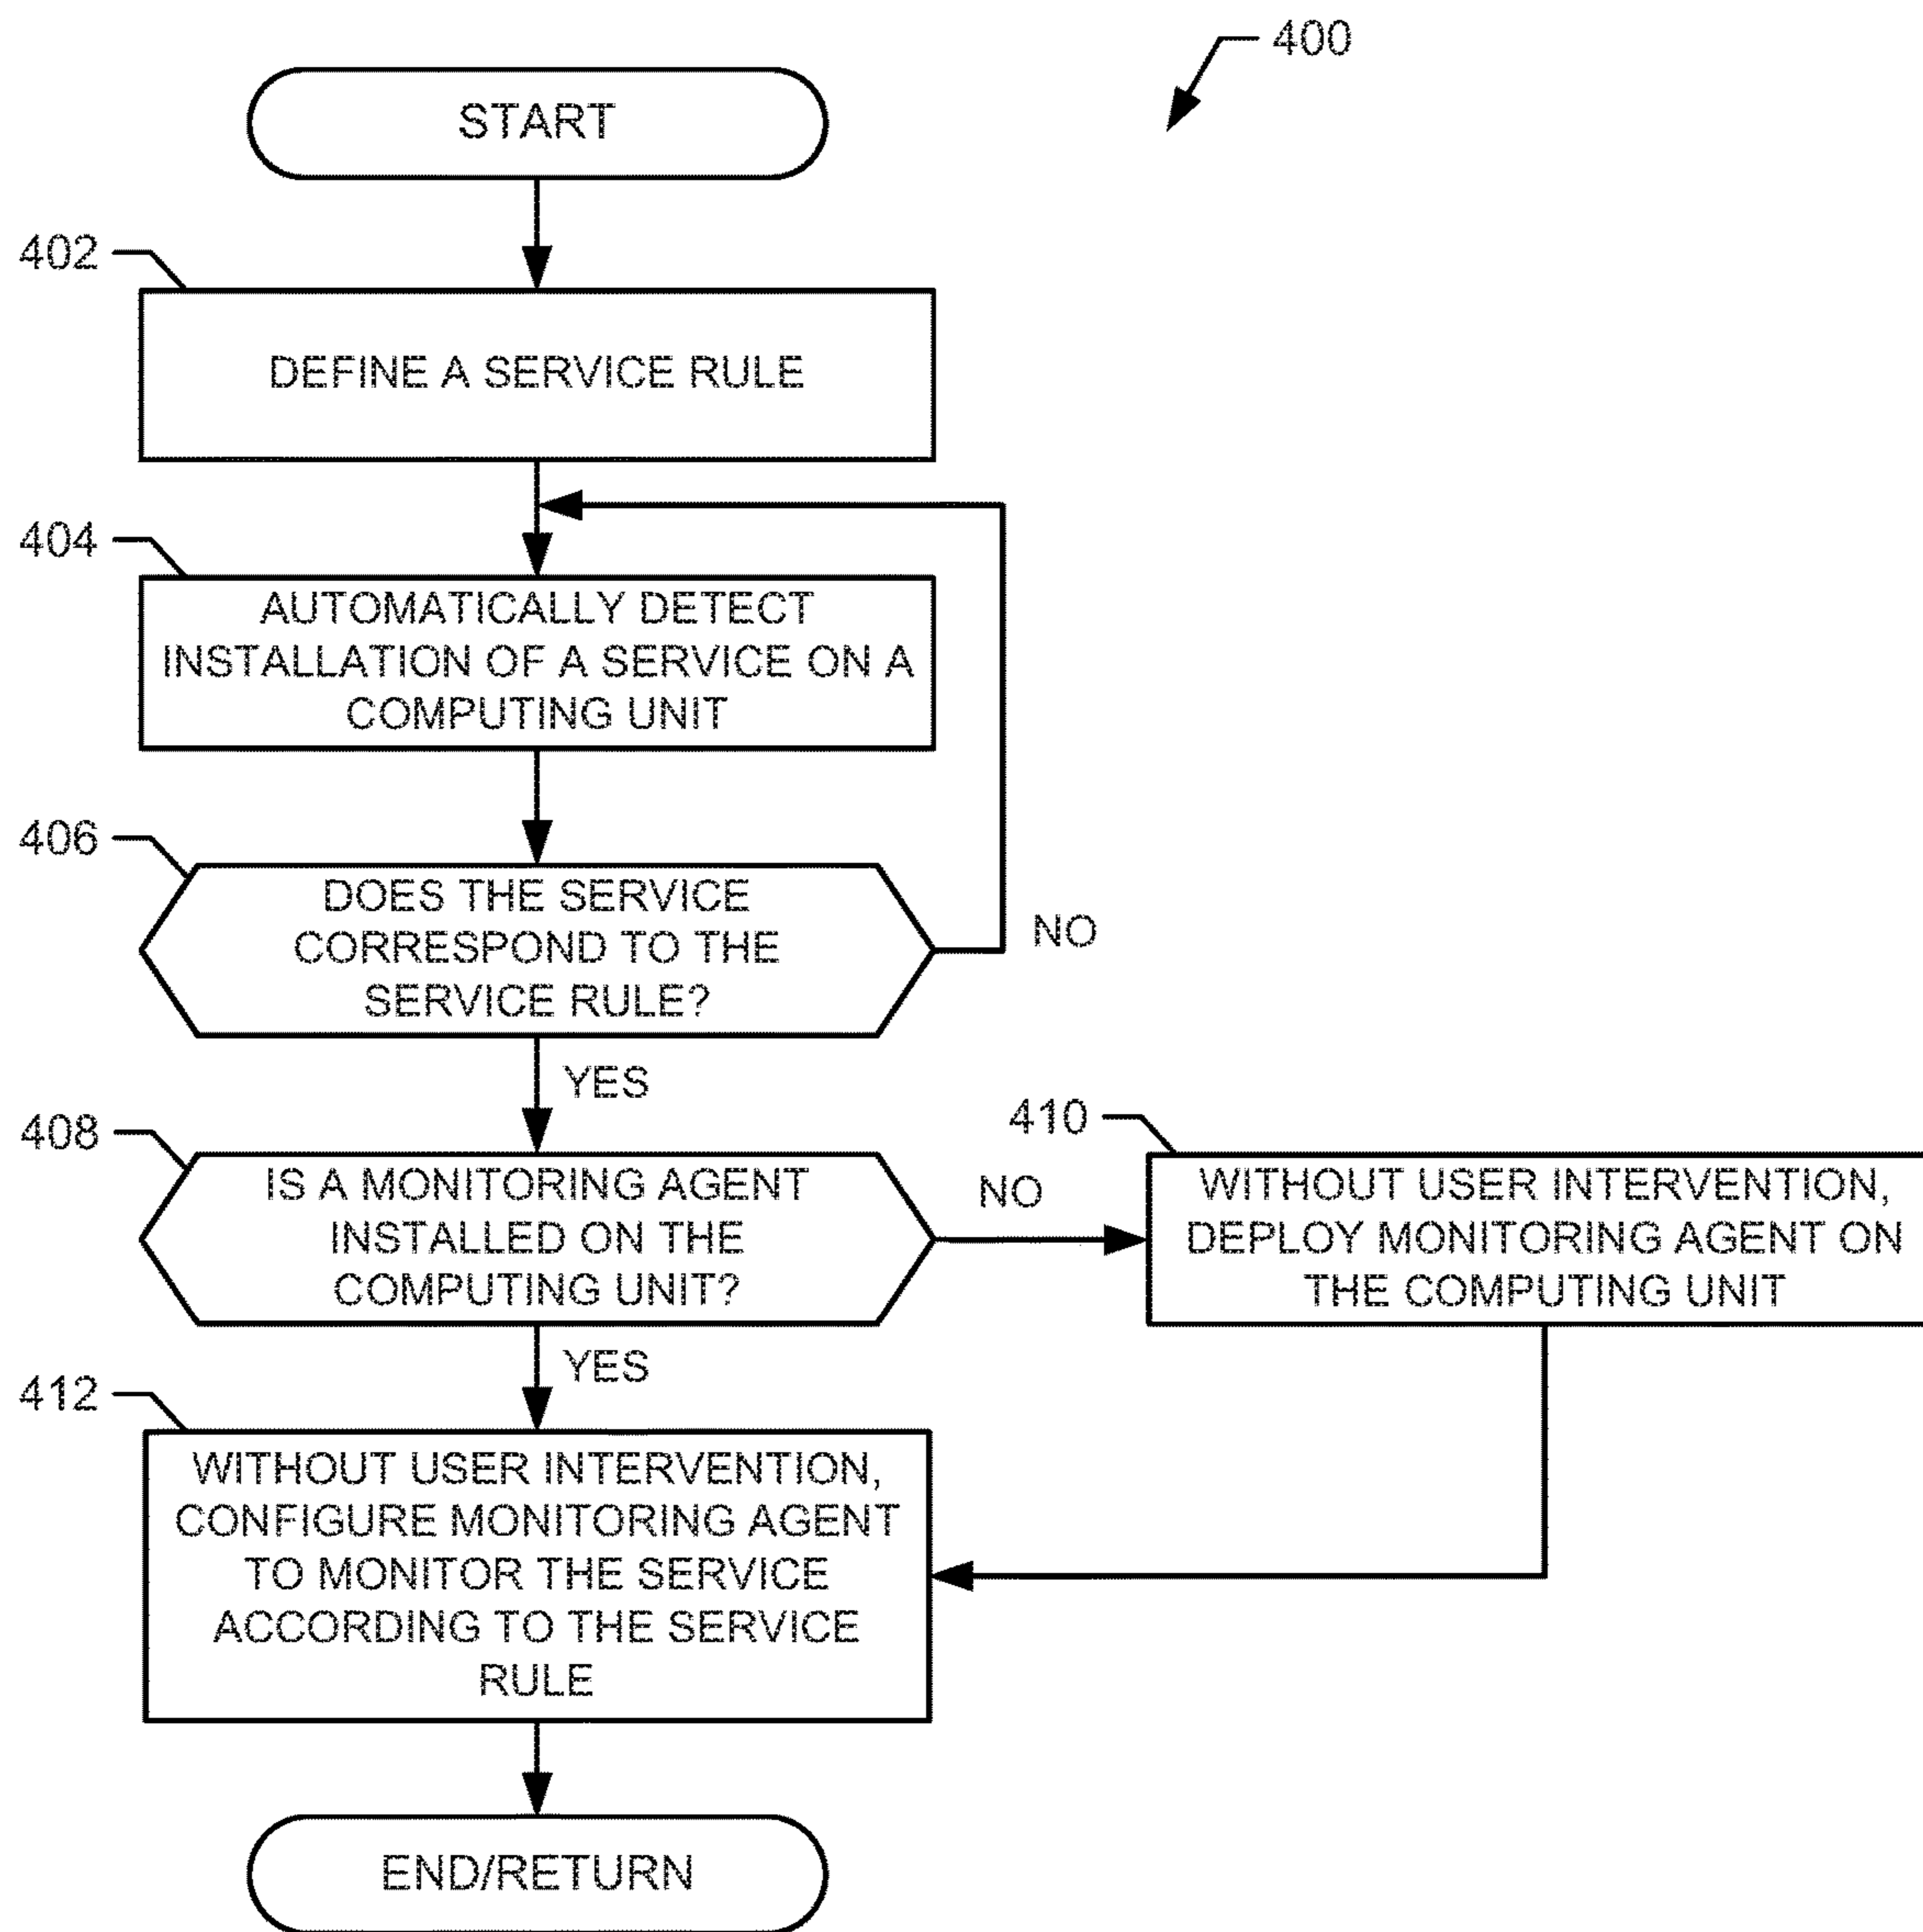 400
START
402
DEFINE A SERVICE RULE
404
AUTOMATICALLY DETECT
INSTALLATION OF A SERVICE ON A
COMPUTING UNIT
406
DOES THE SERVICE
CORRESPOND TO THE
SERVICE RULE?
NO
YES
408
IS A MONITORING AGENT
INSTALLED ON THE
COMPUTING UNIT?
NO
410
WITHOUT USER INTERVENTION,
DEPLOY MONITORING AGENT ON
THE COMPUTING UNIT
YES
412
WITHOUT USER INTERVENTION,
CONFIGURE MONITORING AGENT
TO MONITOR THE SERVICE
ACCORDING TO THE SERVICE
RULE
END/RETURN